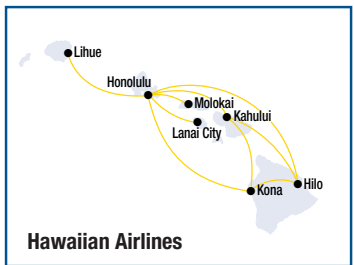 Lihue
Honolulu
Molokai
Kahului
Lanai City
Kona
Hilo
Hawaiian Airlines